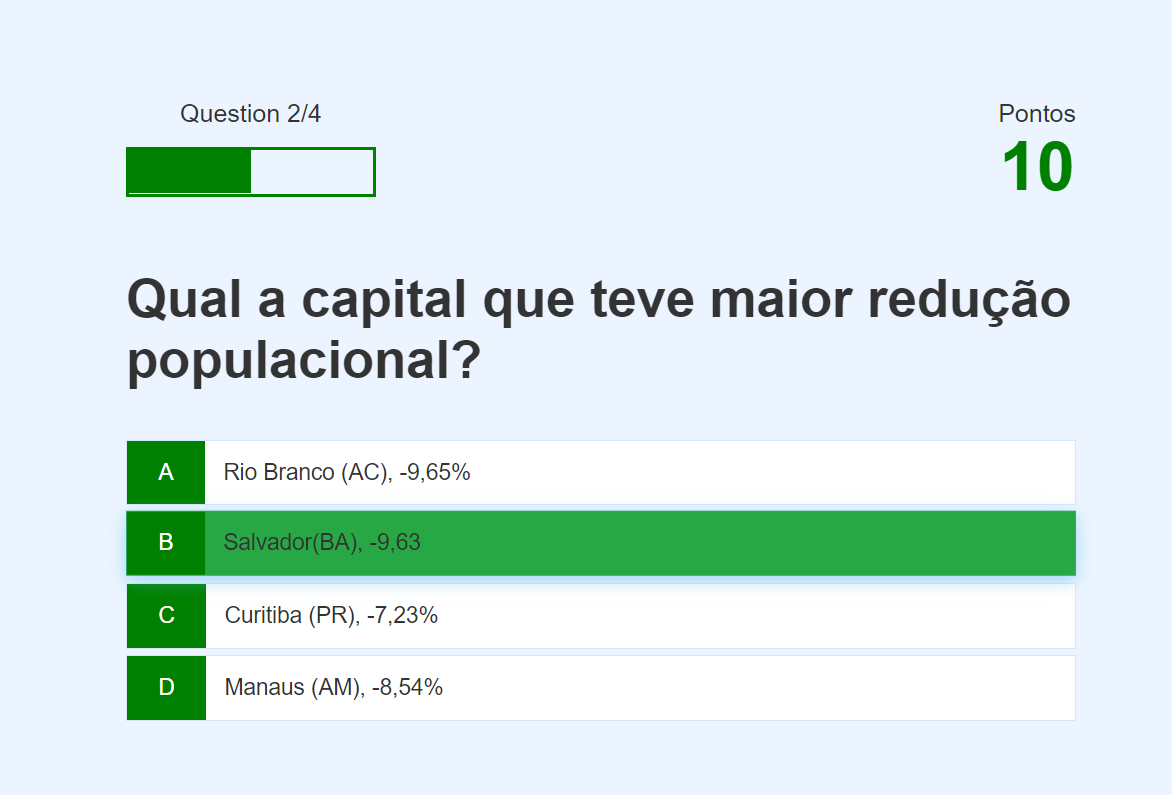 Question 2/4
Pontos
10
Qual a capital que teve maior redução
populacional?
A
Rio Branco (AC), -9,65%
B
Salvador(BA), -9,63
C
Curitiba (PR), -7,23%
D
Manaus (AM), -8,54%